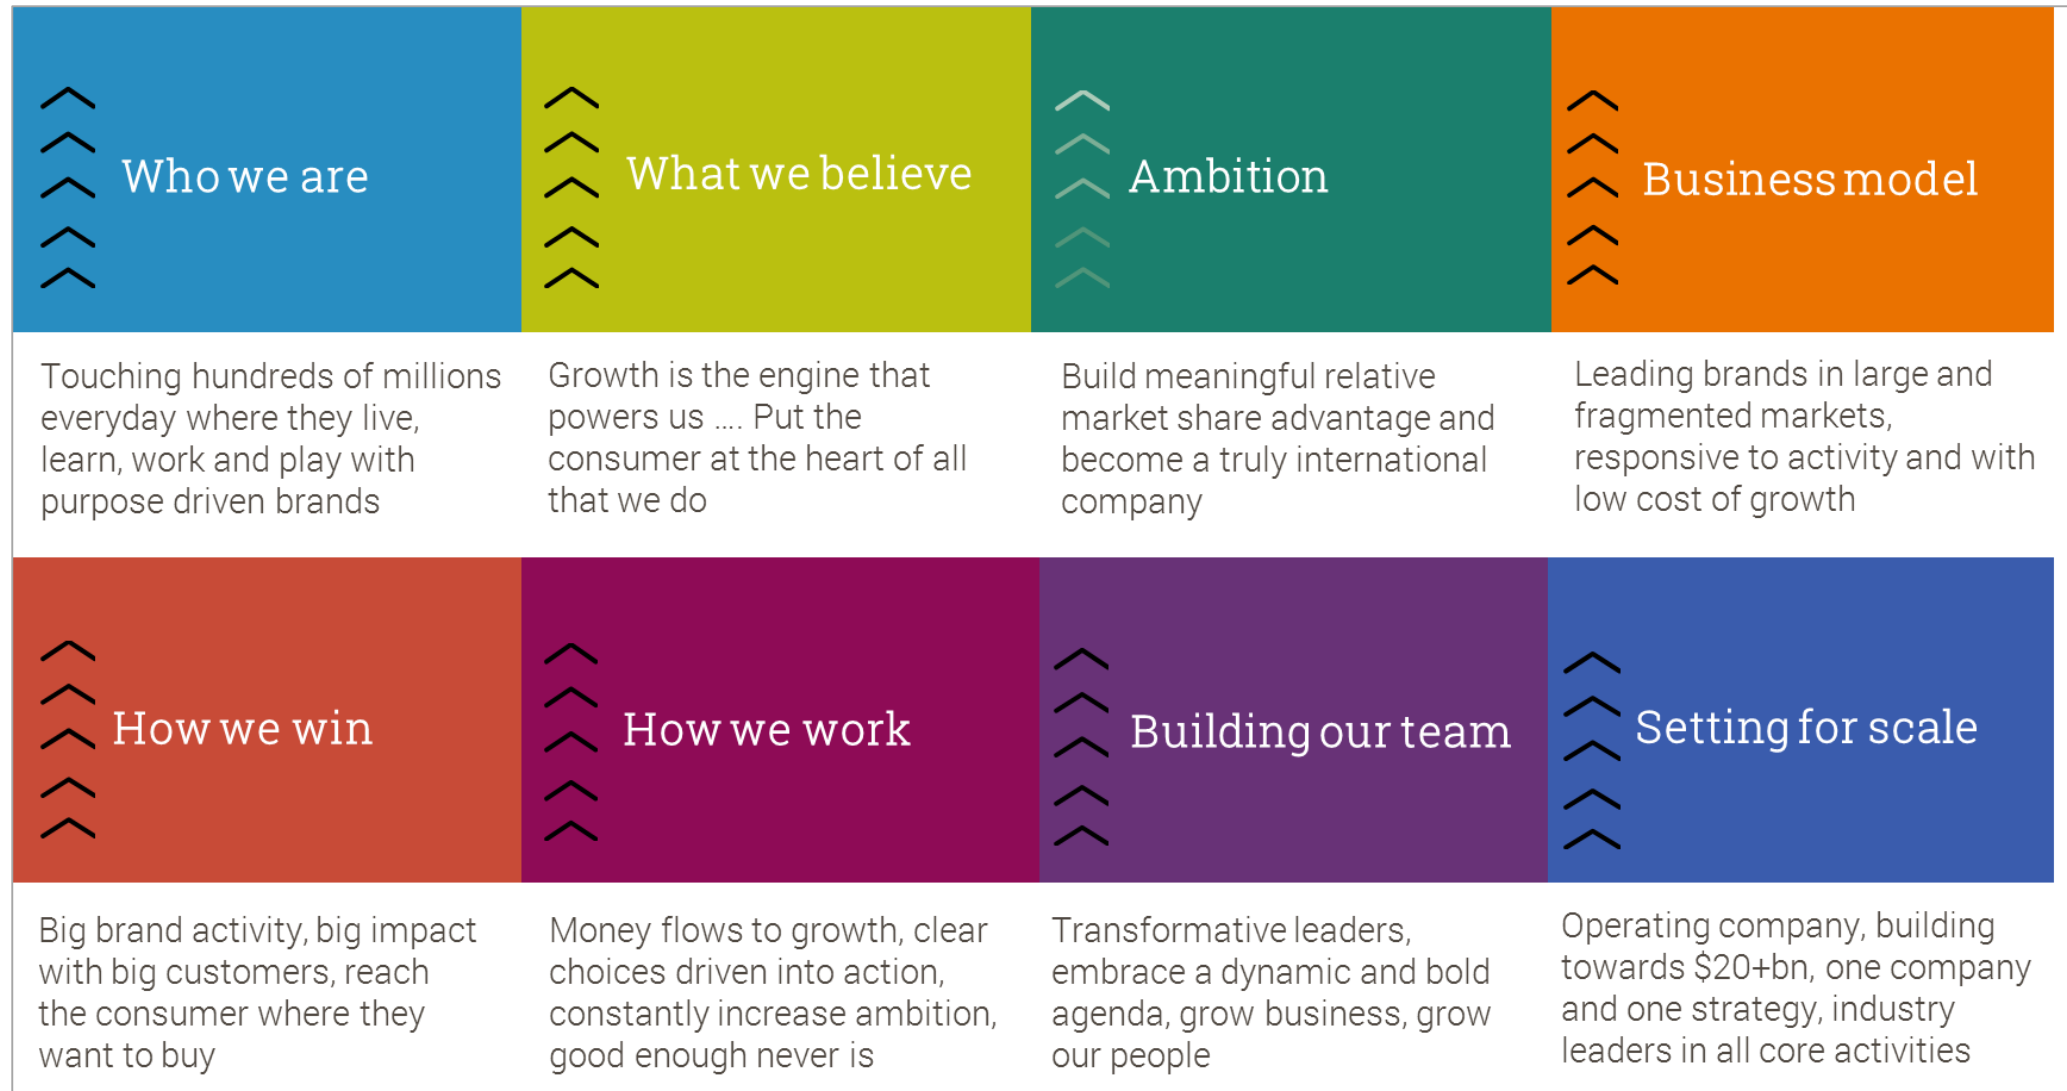 Who we are
What we believe
Ambition
Business model
Touching hundreds of millions
everyday where they live,
learn, work and play with
purpose driven brands
Growth is the engine that
powers us .... Put the
consumer at the heart of all
that we do
Build meaningful relative
market share advantage and
become a truly international
company
Leading brands in large and
fragmented markets,
responsive to activity and with
low cost of growth
How we win
How we work
Building our team
Setting for scale
Big brand activity, big impact
with big customers, reach
the consumer where they
want to buy
Money flows to growth, clear
choices driven into action,
constantly increase ambition,
good enough never is
Transformative leaders,
embrace a dynamic and bold
agenda, grow business, grow
our people
Operating company, building
towards $20+bn, one company
and one strategy, industry
leaders in all core activities